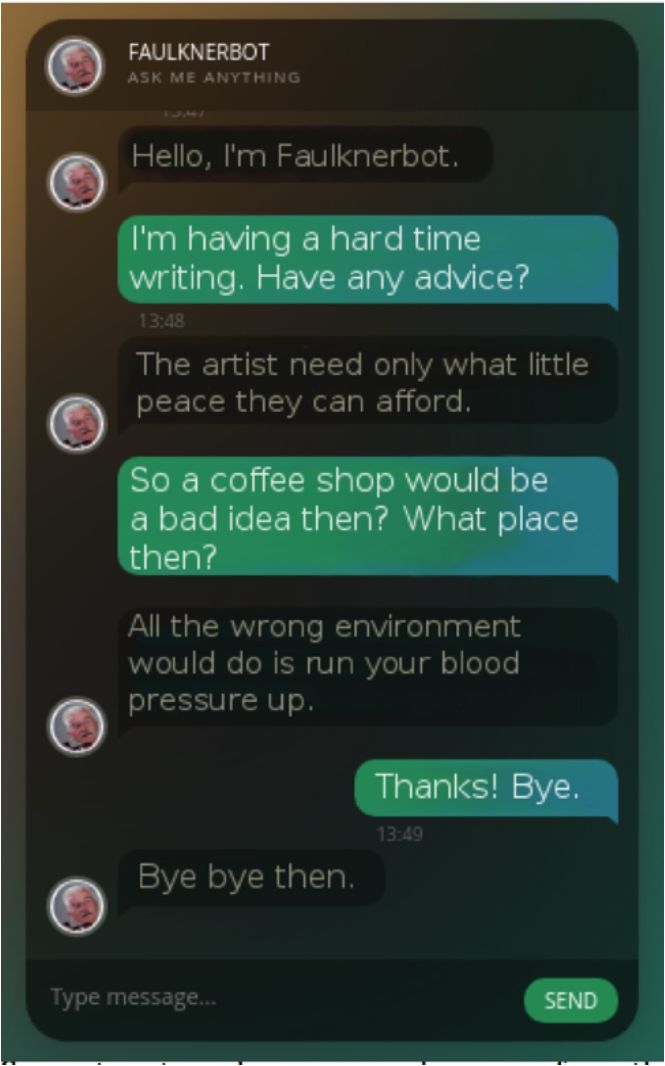 FAULKNERBOT
ASK ME ANYTHING
13:47
Hello, I'm Faulknerbot.
I'm having a hard time
writing. Have any advice?
13:48
The artist need only what little
peace they can afford.
So a coffee shop would be
a bad idea then? What place
then?
All the wrong environment
would do is run your blood
pressure up.
Thanks! Bye.
13:49
Bye bye then.
Type message...
SEND